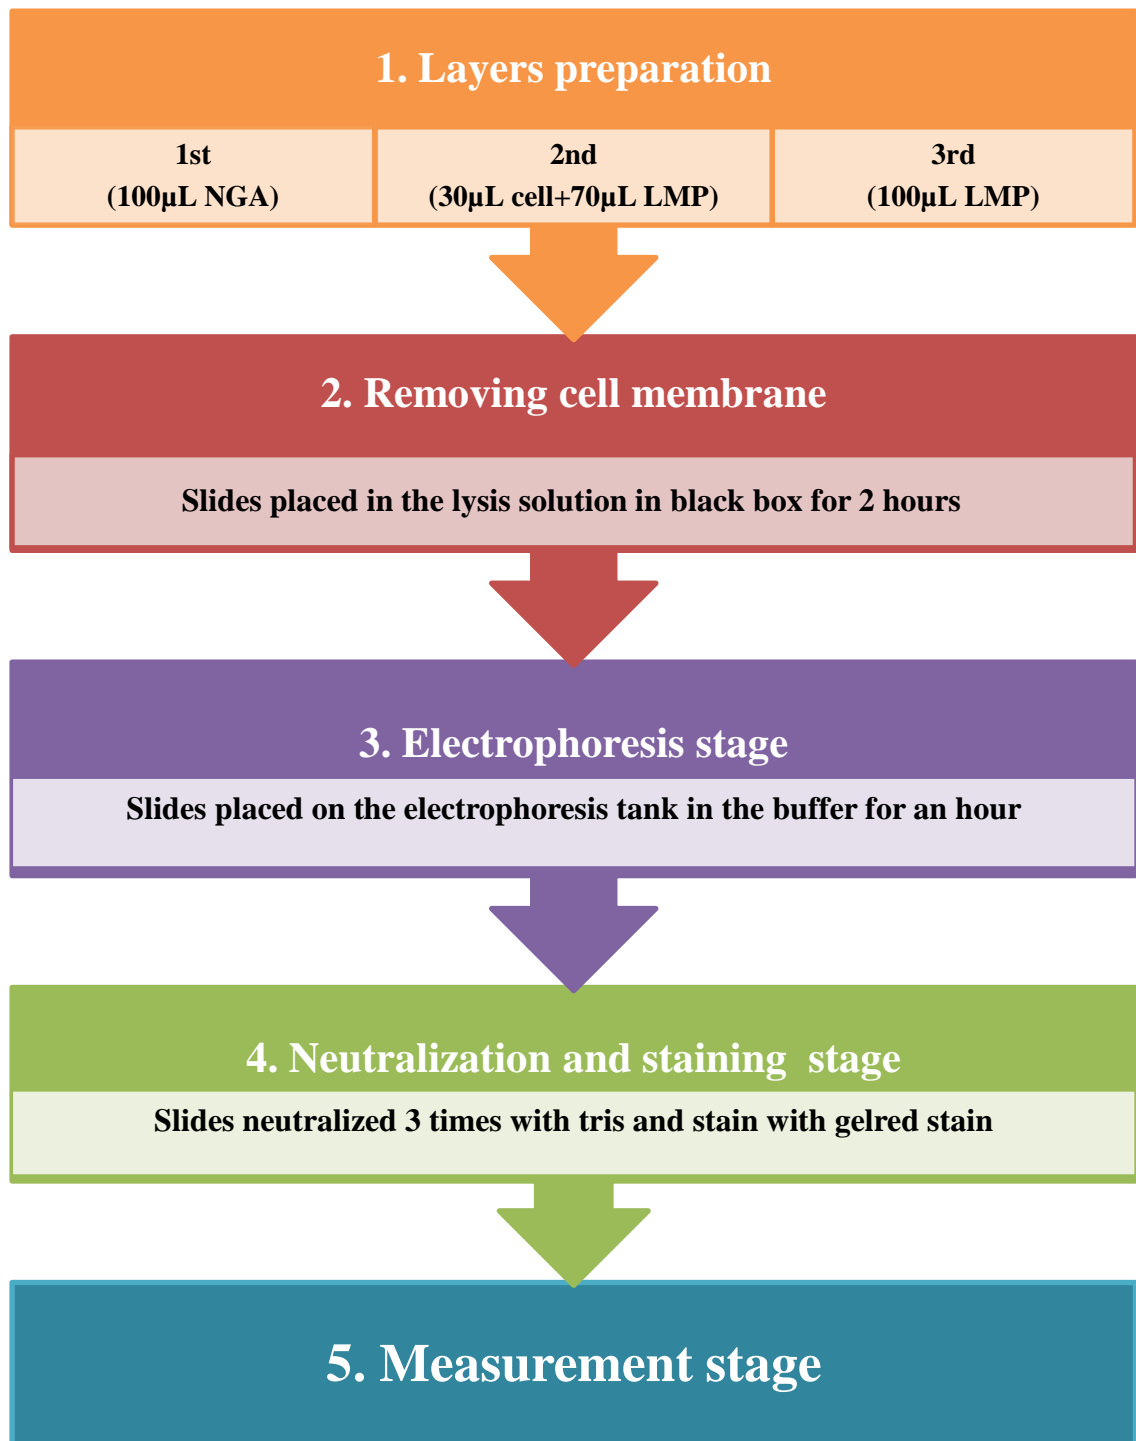 1. Layers preparation
1st
(100µL NGA)
2nd
(30µL cell+70µL LMP)
3rd
(100µL LMP)
2. Removing cell membrane
Slides placed in the lysis solution in black box for 2 hours
3. Electrophoresis stage
Slides placed on the electrophoresis tank in the buffer for an hour
4. Neutralization and staining  stage
Slides neutralized 3 times with tris and stain with gelred stain
5. Measurement stage